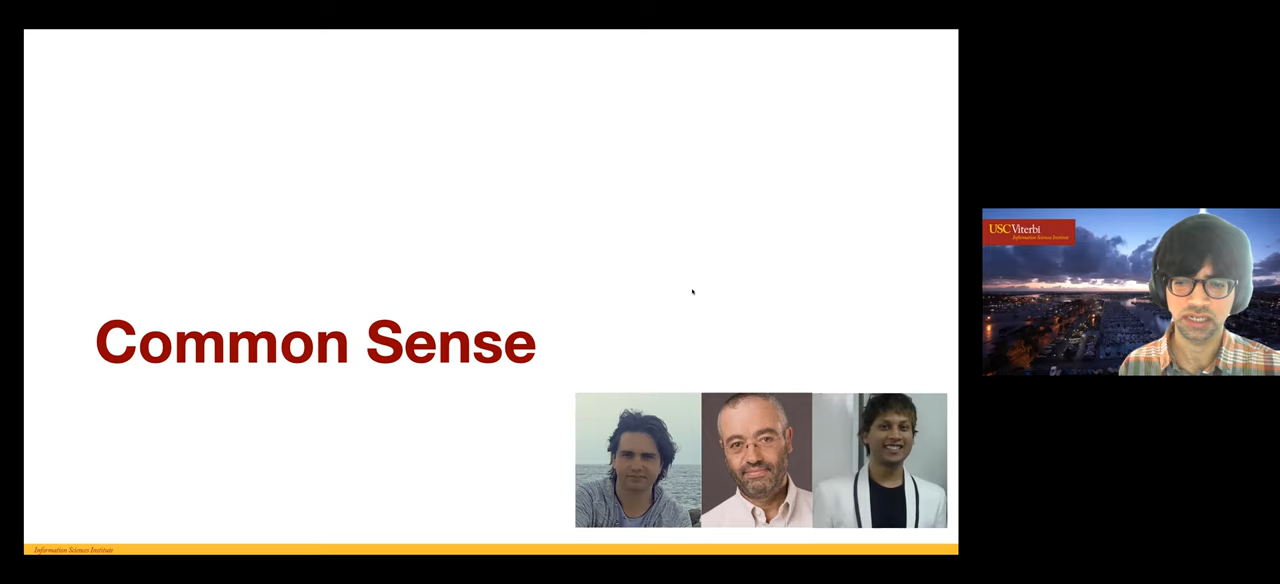 Common Sense
Information Sciences Institute
USC Viterbi
Information Sciences Institute